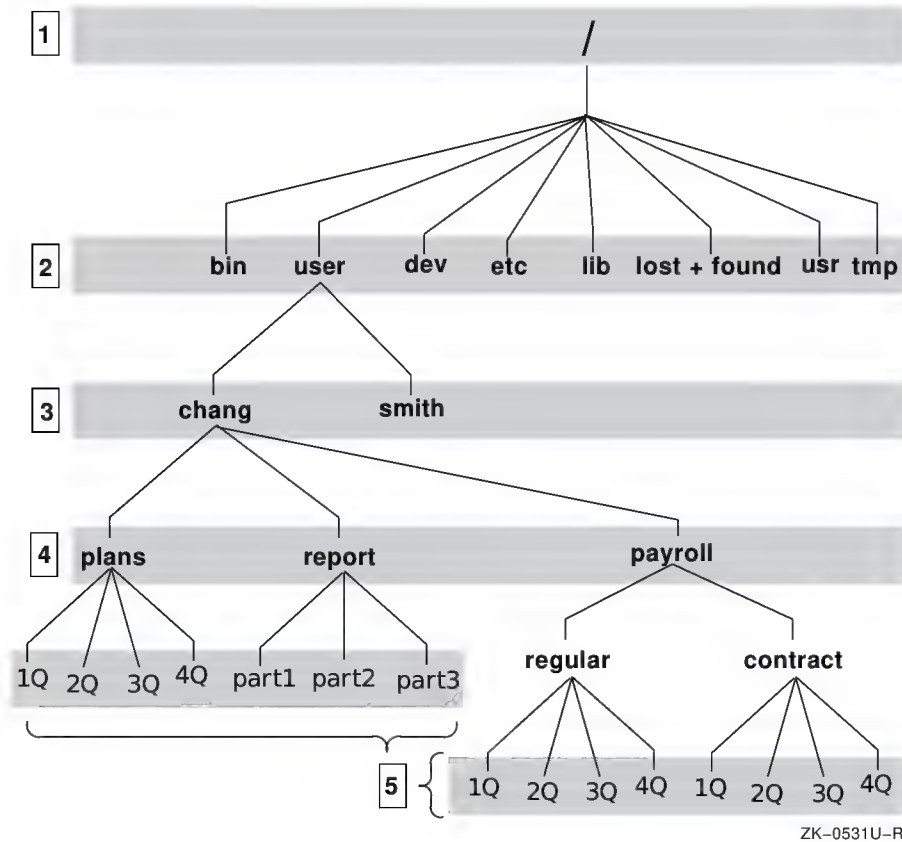 1 /
2 bin user dev etc lib lost + found usr tmp
3 chang smith
4 plans report payroll
regular contract
1Q 2Q 3Q 4Q part1 part2 part3
5 1Q 2Q 3Q 4Q 1Q 2Q 3Q 4Q
ZK–0531U–R